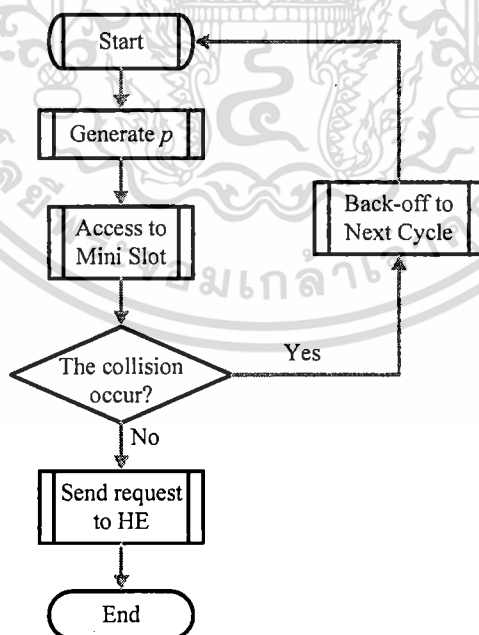 Start
Generate p
Access to
Mini Slot
Back-off to
Next Cycle
The collision
occur?
Yes
No
Send request
to HE
End